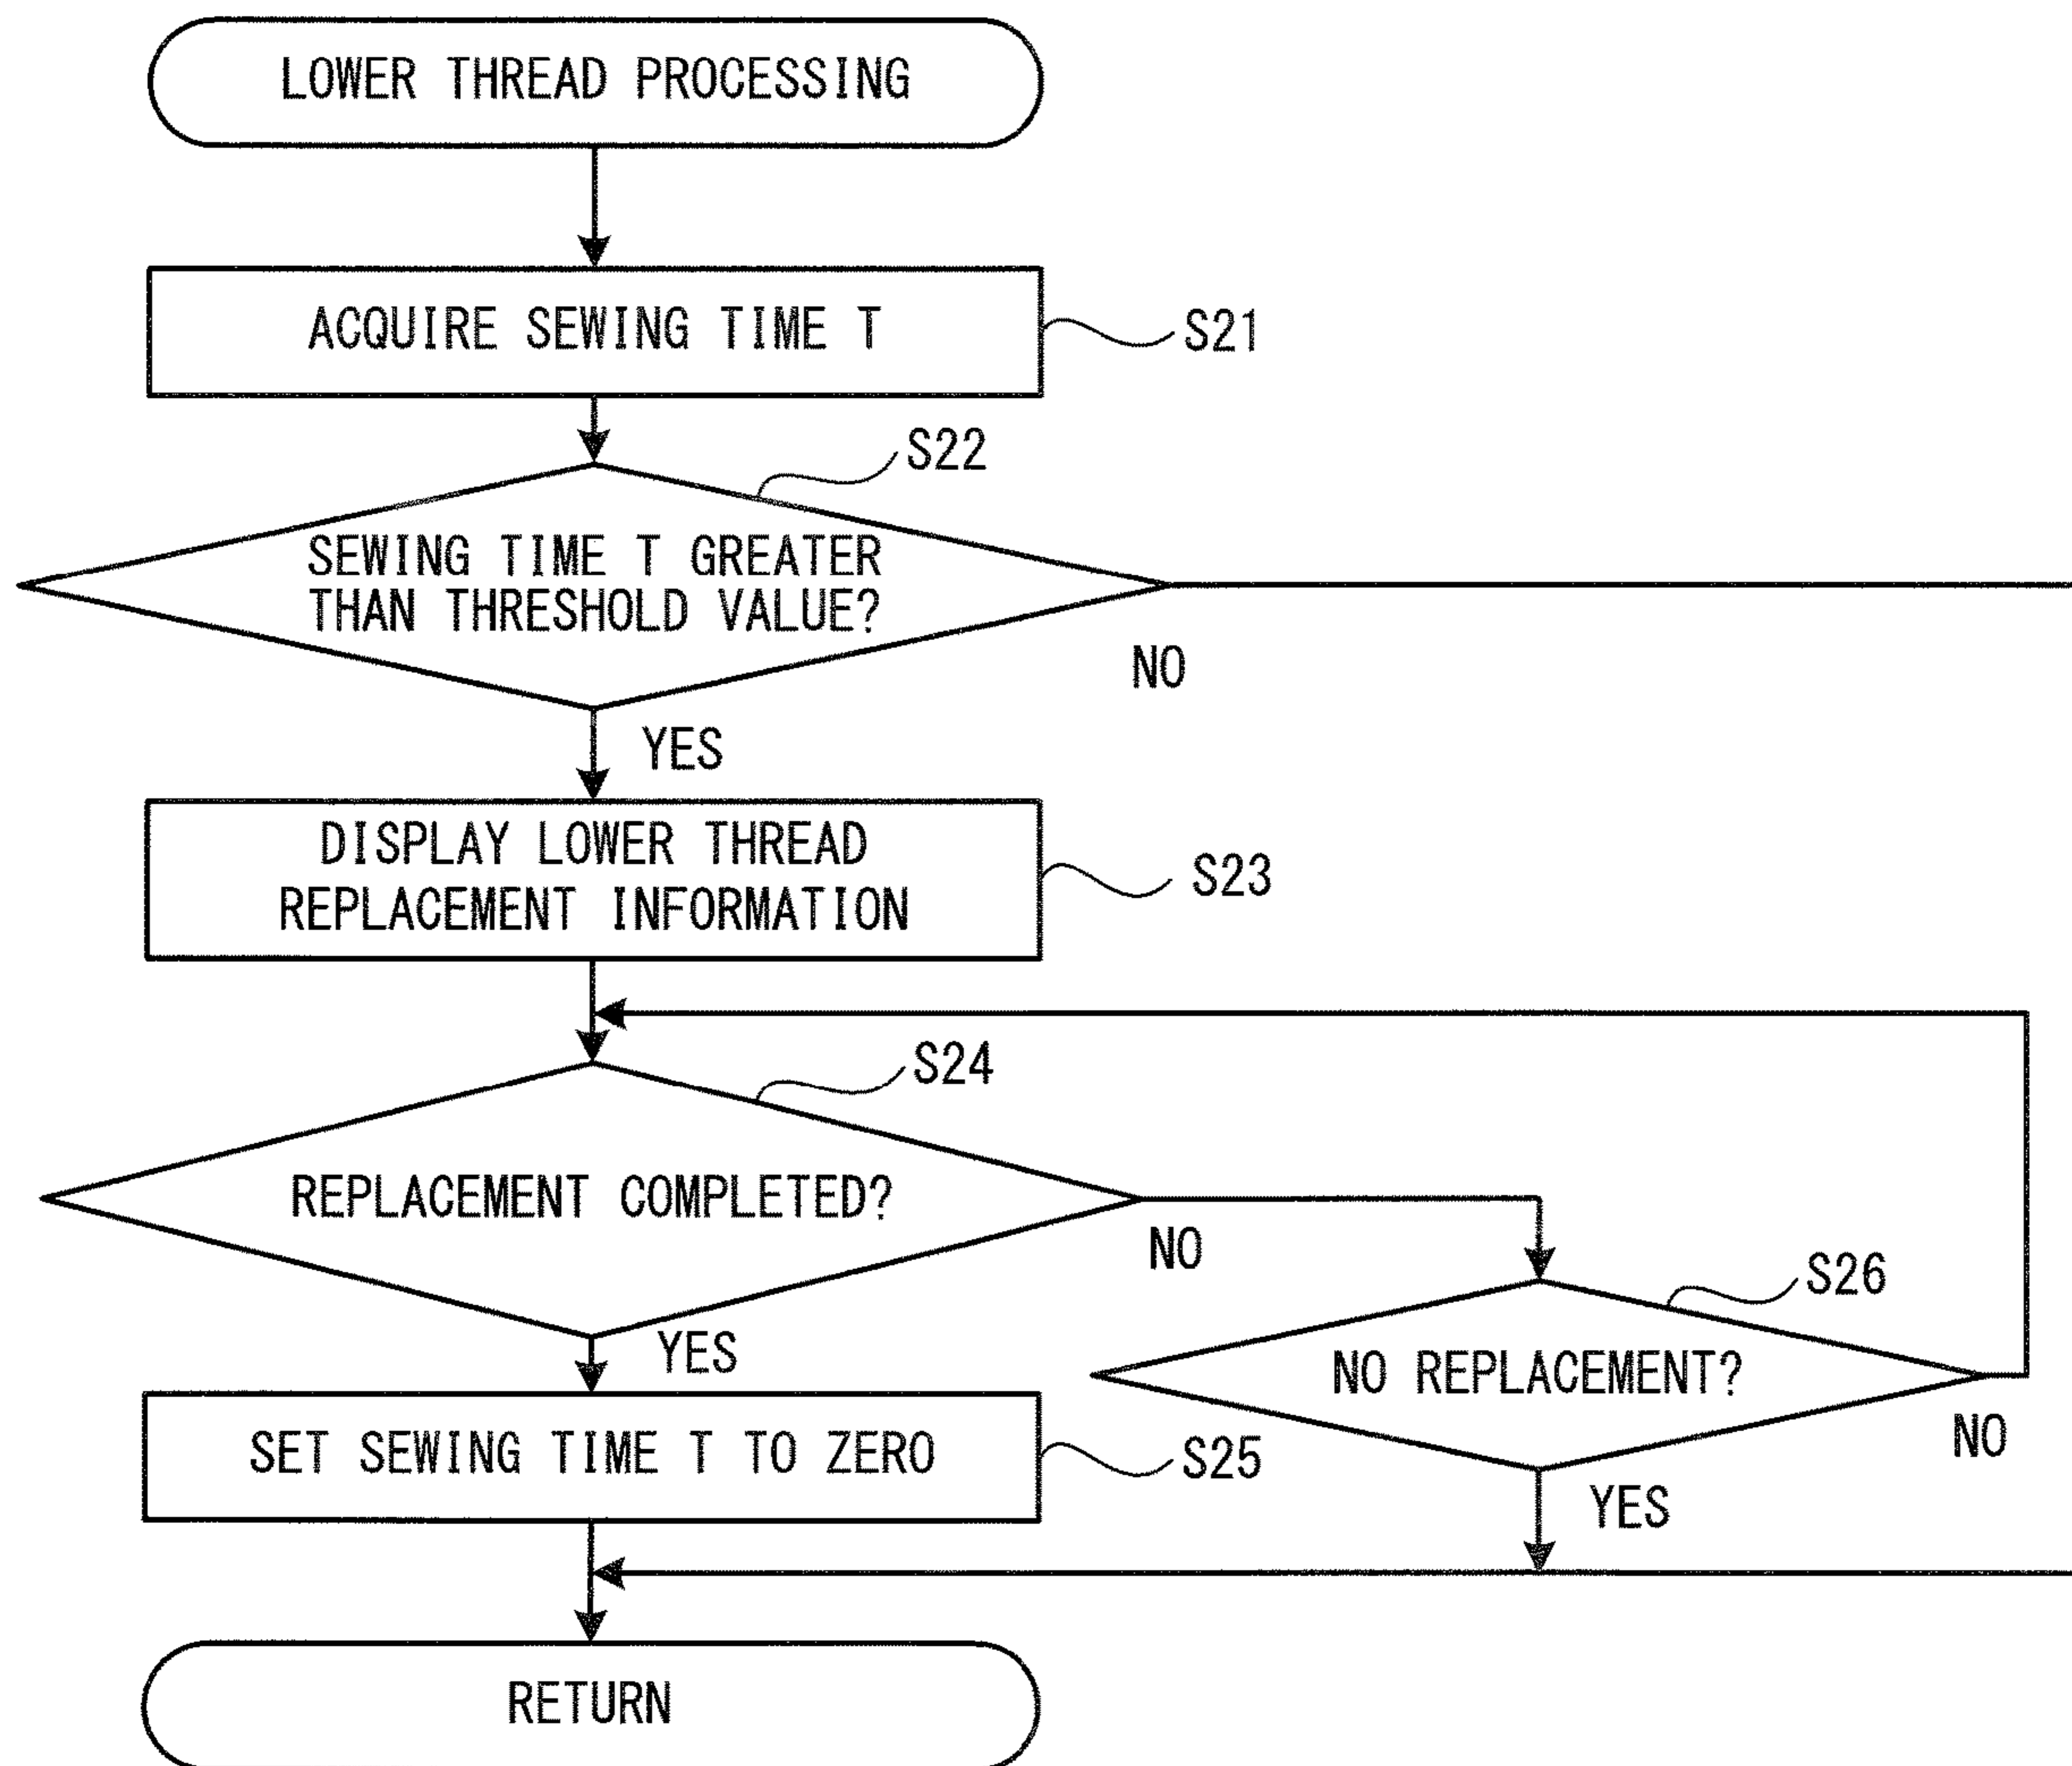 LOWER THREAD PROCESSING
ACQUIRE SEWING TIME T
S21
S22
SEWING TIME T GREATER
THAN THRESHOLD VALUE?
NO
YES
DISPLAY LOWER THREAD
REPLACEMENT INFORMATION
S23
S24
REPLACEMENT COMPLETED?
NO
S26
YES
NO REPLACEMENT?
NO
SET SEWING TIME T TO ZERO
S25
YES
RETURN